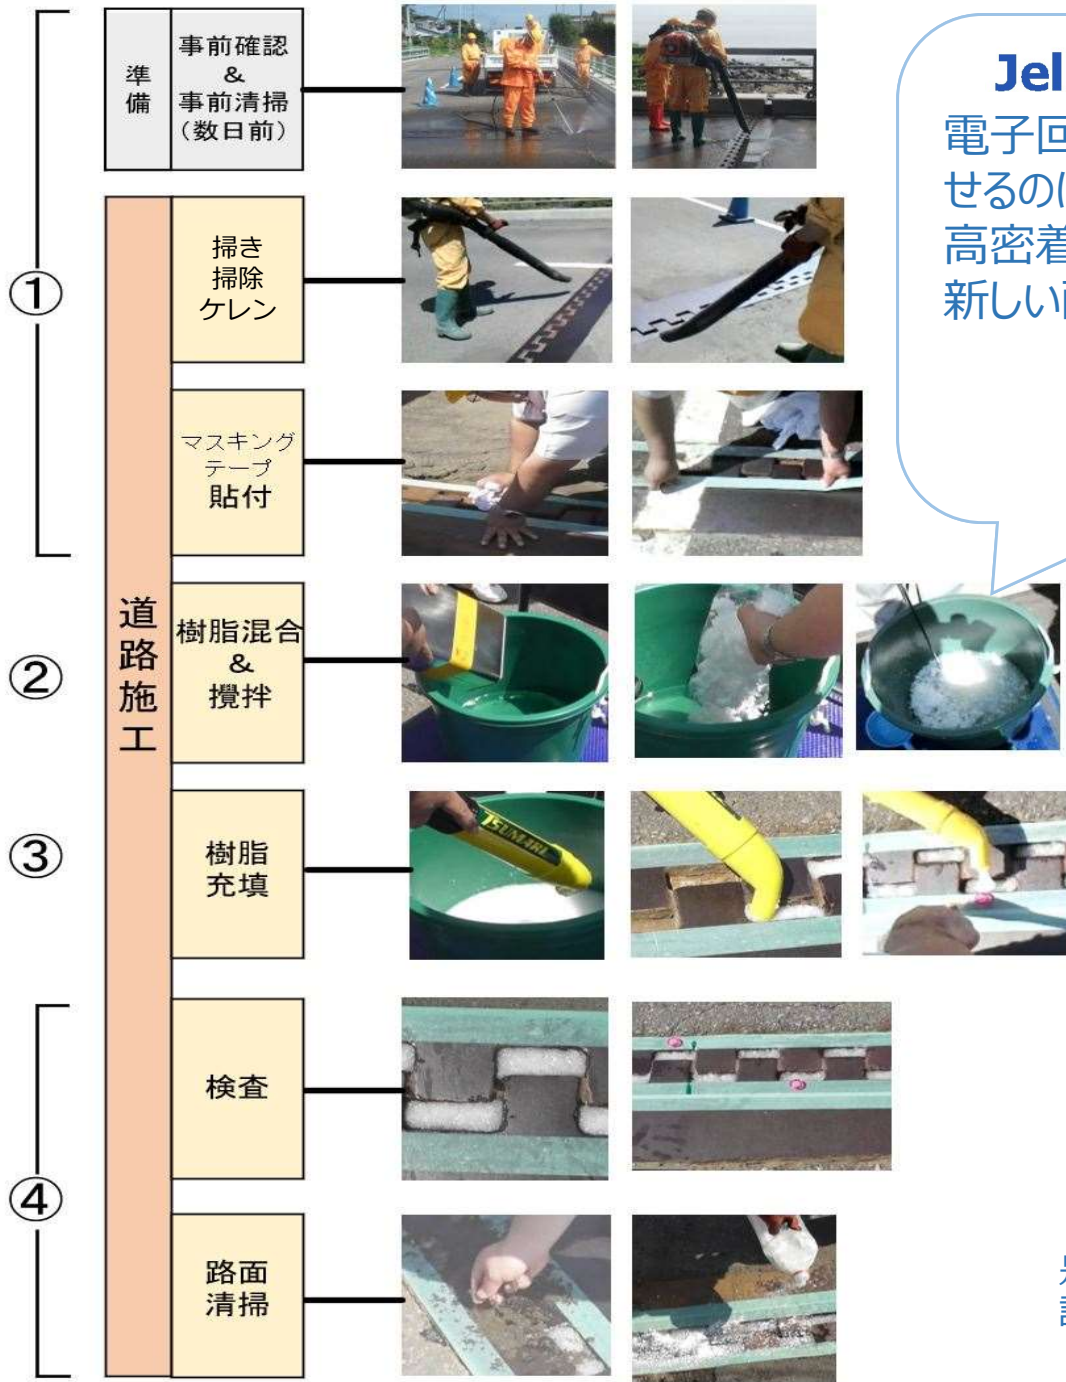 ①
準
備
事前確認
&
事前清掃
(数日前)
道
路
施
工
掃き
掃除
ケレン
マスキング
テープ
貼付
②
樹脂混合
&
攪拌
③
樹脂
充填
TSUMARL
④
検査
路面
清掃
Jel
電子回
せるのに
高密着
新しい